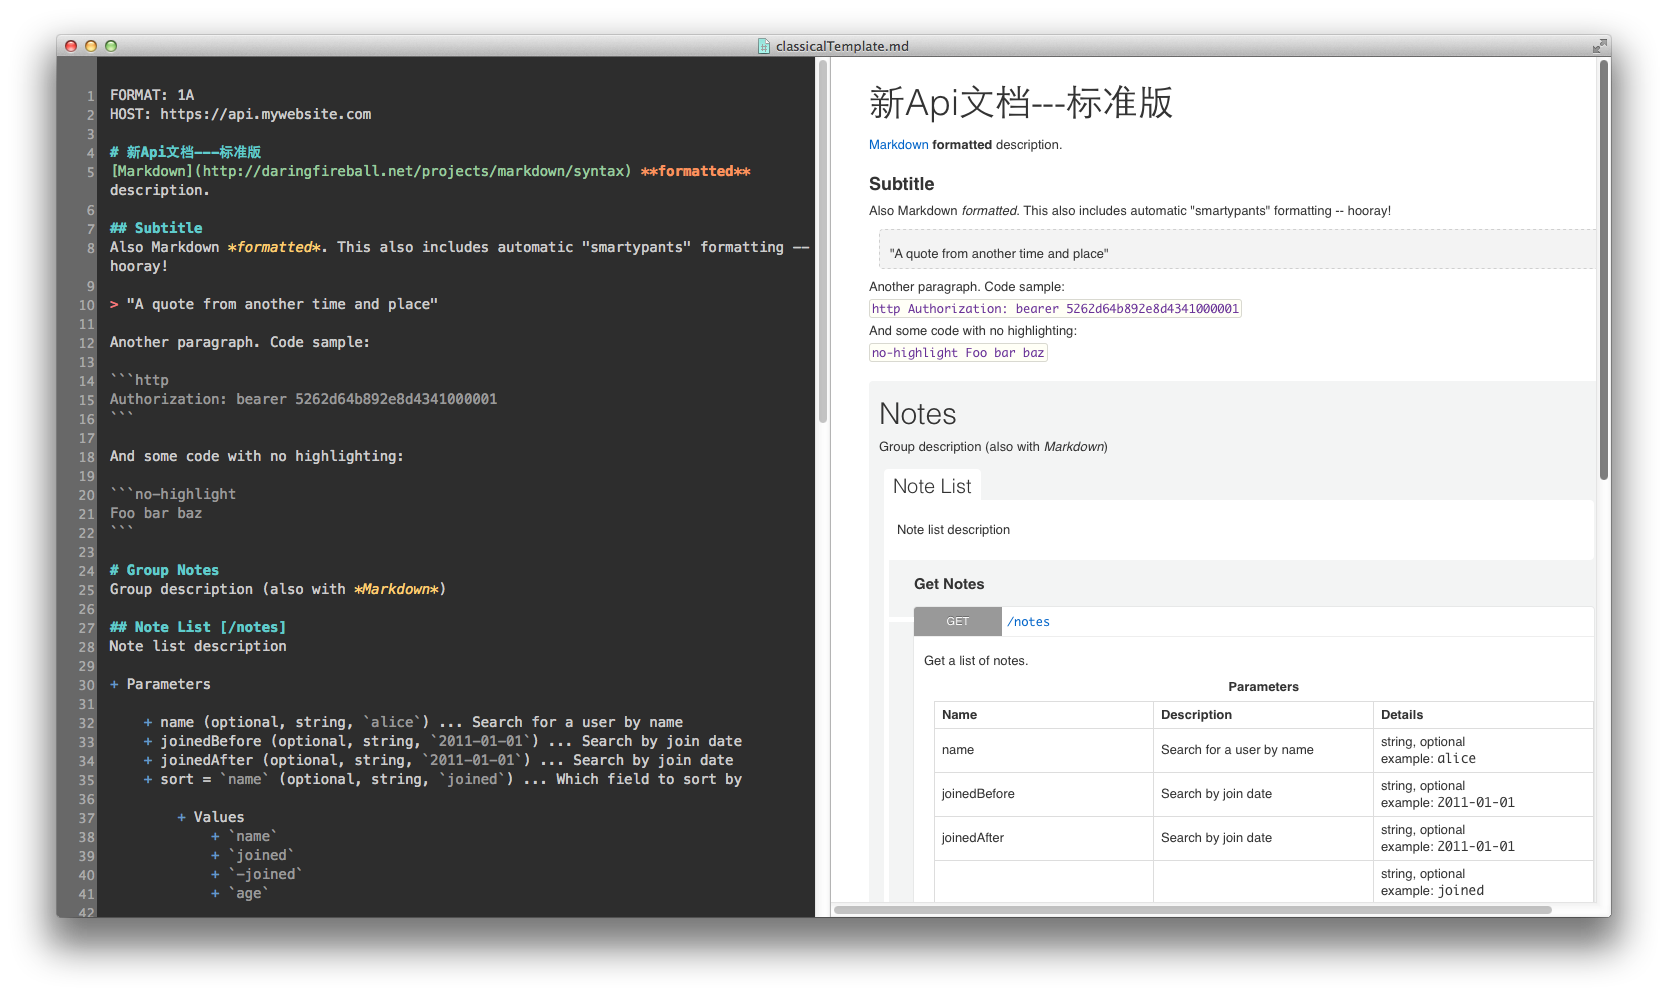 classicalTemplate.md
1 FORMAT: 1A
2 HOST: https://api.mywebsite.com
3
4 # 新Api文档---标准版
5 [Markdown](http://daringfireball.net/projects/markdown/syntax) **formatted**
description.
6
7 ## Subtitle
8 Also Markdown *formatted*. This also includes automatic "smartypants" formatting --
hooray!
9
10 > "A quote from another time and place"
11
12 Another paragraph. Code sample:
13
14 ```http
15 Authorization: bearer 5262d64b892e8d4341000001
16 ```
17
18 And some code with no highlighting:
19
20 ```no-highlight
21 Foo bar baz
22 ```
23
24 # Group Notes
25 Group description (also with *Markdown*)
26
27 ## Note List [/notes]
28 Note list description
29
30 + Parameters
31
32 + name (optional, string, `alice`) ... Search for a user by name
33 + joinedBefore (optional, string, `2011-01-01`) ... Search by join date
34 + joinedAfter (optional, string, `2011-01-01`) ... Search by join date
35 + sort = `name` (optional, string, `joined`) ... Which field to sort by
36
37 + Values
38 + `name`
39 + `joined`
40 + `-joined`
41 + `age`
42
新Api文档---标准版
Markdown formatted description.
Subtitle
Also Markdown formatted. This also includes automatic "smartypants" formatting -- hooray!
"A quote from another time and place"
Another paragraph. Code sample:
http Authorization: bearer 5262d64b892e8d4341000001
And some code with no highlighting:
no-highlight Foo bar baz
Notes
Group description (also with Markdown)
Note List
Note list description
Get Notes
GET /notes
Get a list of notes.
Parameters
Name Description Details
name Search for a user by name string, optional
example: alice
joinedBefore Search by join date string, optional
example: 2011-01-01
joinedAfter Search by join date string, optional
example: 2011-01-01
string, optional
example: joined